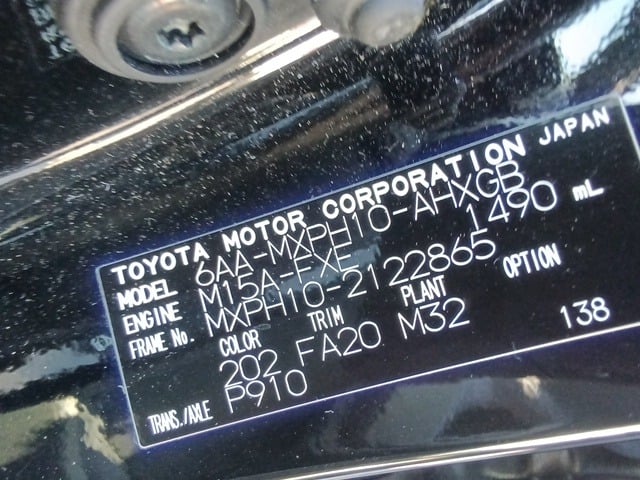 TOYOTA MOTOR CORPORATION JAPAN
MODEL 6AA-MXPH10-AHXGB
ENGINE M15A-FXE 1490 mL
FRAME No. MXPH10-2122865
COLOR TRIM PLANT OPTION
202 FA20 M32 138
TRANS./AXLE P910